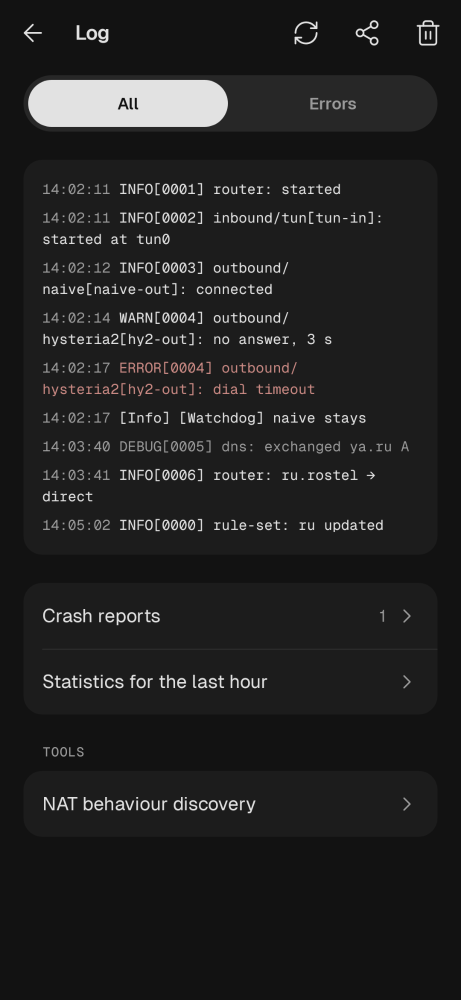 Log
All
Errors
14:02:11 INFO[0001] router: started
14:02:11 INFO[0002] inbound/tun[tun-in]:
started at tun0
14:02:12 INFO[0003] outbound/
naive[naive-out]: connected
14:02:14 WARN[0004] outbound/
hysteria2[hy2-out]: no answer, 3 s
14:02:17 ERROR[0004] outbound/
hysteria2[hy2-out]: dial timeout
14:02:17 [Info] [Watchdog] naive stays
14:03:40 DEBUG[0005] dns: exchanged ya.ru A
14:03:41 INFO[0006] router: ru.rostel →
direct
14:05:02 INFO[0000] rule-set: ru updated
Crash reports 1
Statistics for the last hour
TOOLS
NAT behaviour discovery